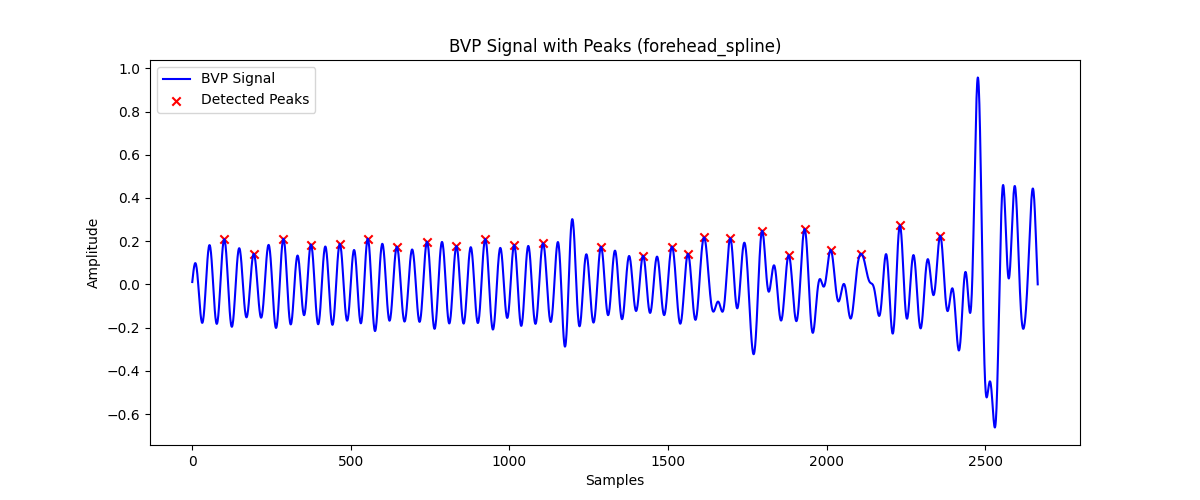 BVP Signal with Peaks (forehead_spline)
BVP Signal
Detected Peaks
1.0
0.8
0.6
0.4
0.2
0.0
−0.2
−0.4
−0.6
Amplitude
0 500 1000 1500 2000 2500
Samples